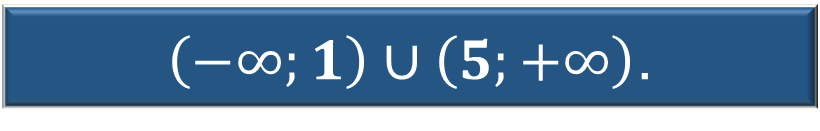 (−∞; 1) ∪ (5; +∞).